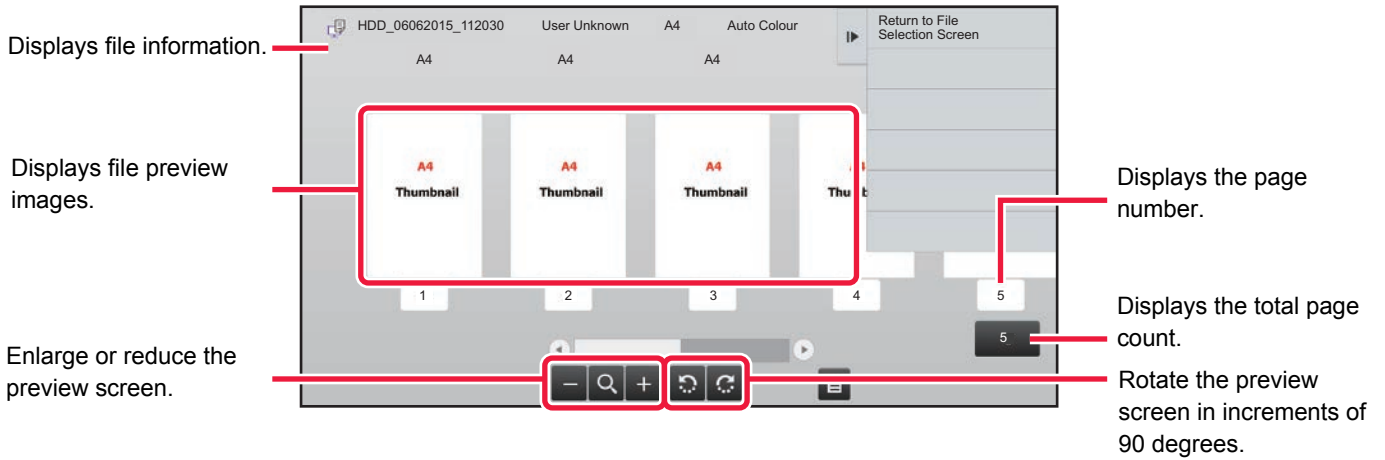 Displays file information.
Displays file preview
images.
Enlarge or reduce the
preview screen.
HDD_06062015_112030 User Unknown A4 Auto Colour
A4 A4 A4
Return to File
Selection Screen
A4 A4 A4
Thumbnail Thumbnail Thumbnail
1 2 3 4 5
5
Displays the page
number.
Displays the total page
count.
Rotate the preview
screen in increments of
90 degrees.